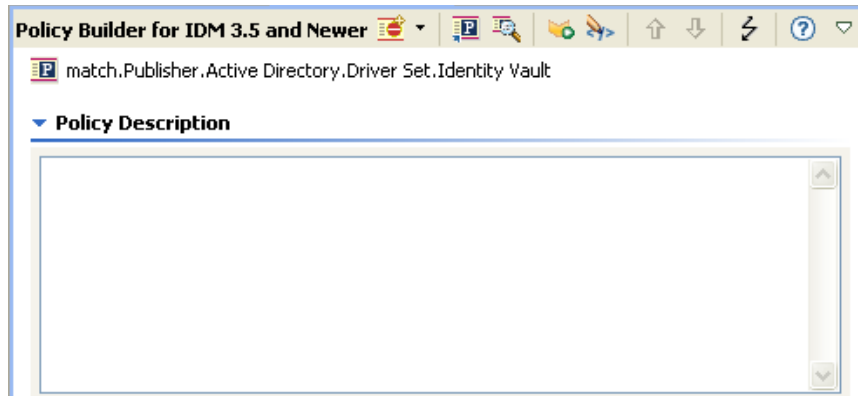 Policy Builder for IDM 3.5 and Newer
match.Publisher.Active Directory.Driver Set.Identity Vault
Policy Description